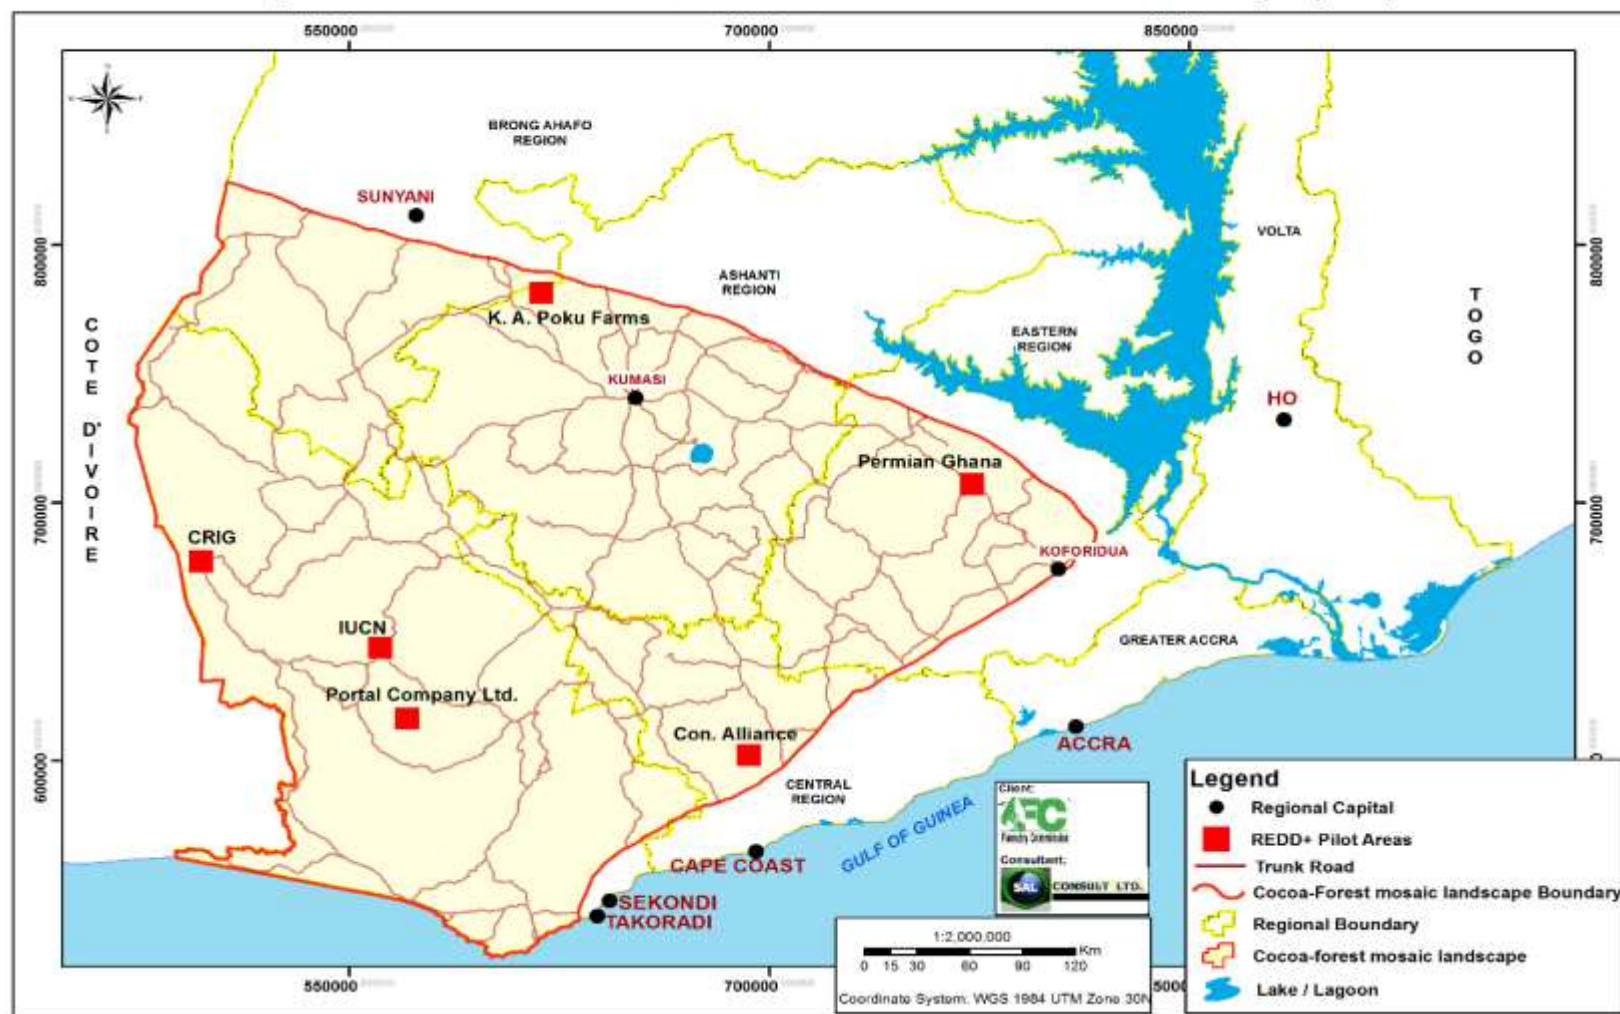 550000
700000
850000
BRONG AHAFO
REGION
SUNYANI
VOLTA
800000
800000
ASHANTI
REGION
K. A. Poku Farms
EASTERN
REGION
TOGO
COTE D'IVOIRE
KUMASI
HO
Permian Ghana
700000
700000
CRIG
KOFORIDUA
IUCN
GREATER ACCRA
Portal Company Ltd.
Con. Alliance
ACCRA
600000
CENTRAL
REGION
GULF OF GUINEA
CAPE COAST
SEKONDI
TAKORADI
Client:
Consultant:
SAL
CONSULT LTD.
1:2,000,000
Km
0 15 30 60 90 120
Coordinate System: WGS 1984 UTM Zone 30N
550000
700000
Legend
Regional Capital
REDD+ Pilot Areas
Trunk Road
Cocoa-Forest mosaic landscape Boundary
Regional Boundary
Cocoa-forest mosaic landscape
Lake / Lagoon